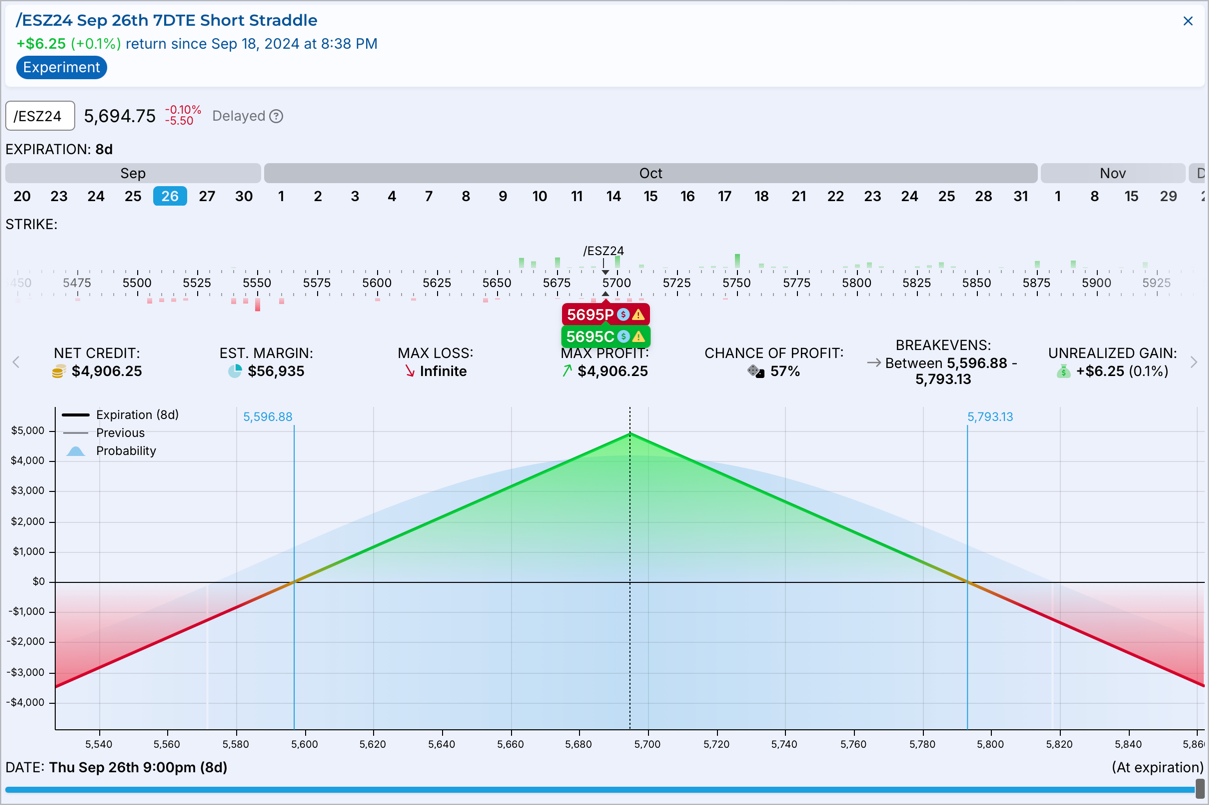 /ESZ24 Sep 26th 7DTE Short Straddle
+$6.25 (+0.1%) return since Sep 18, 2024 at 8:38 PM
Experiment
/ESZ24 5,694.75 -0.10% -5.50 Delayed
EXPIRATION: 8d
Sep Oct Nov D
20 23 24 25 26 27 30 1 2 3 4 7 8 9 10 11 14 15 16 17 18 21 22 23 24 25 28 31 1 8 15 29 2
STRIKE:
/ESZ24
450 5475 5500 5525 5550 5575 5600 5625 5650 5675 5700 5725 5750 5775 5800 5825 5850 5875 5900 5925
5695P
5695C
NET CREDIT: $4,906.25
EST. MARGIN: $56,935
MAX LOSS: Infinite
MAX PROFIT: $4,906.25
CHANCE OF PROFIT: 57%
BREAKEVENS: Between 5,596.88 - 5,793.13
UNREALIZED GAIN: +$6.25 (0.1%)
Expiration (8d)
Previous
Probability
5,596.88
5,793.13
$5,000
$4,000
$3,000
$2,000
$1,000
$0
-$1,000
-$2,000
-$3,000
-$4,000
5,540 5,560 5,580 5,600 5,620 5,640 5,660 5,680 5,700 5,720 5,740 5,760 5,780 5,800 5,820 5,840 5,86
DATE: Thu Sep 26th 9:00pm (8d) (At expiration)